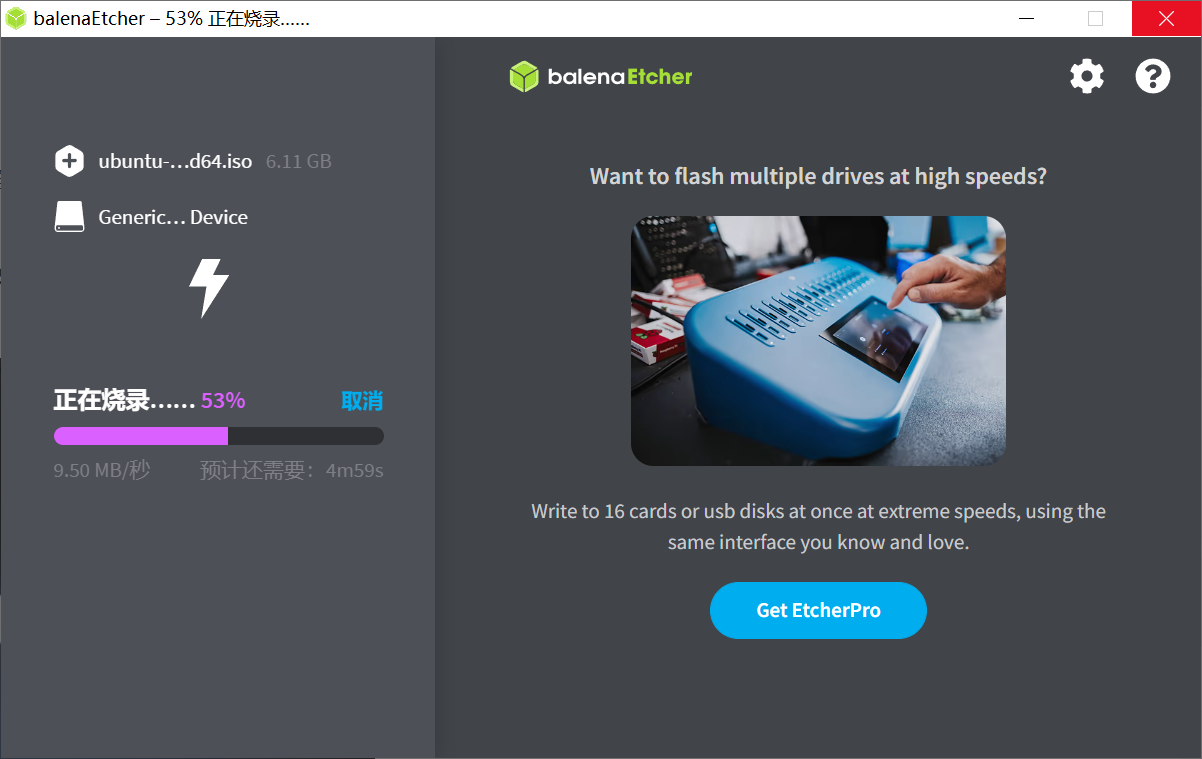 balenaEtcher – 53% 正在烧录......
balenaEtcher
ubuntu-…d64.iso 6.11 GB
Generic… Device
正在烧录...... 53% 取消
9.50 MB/秒 预计还需要：4m59s
Want to flash multiple drives at high speeds?
Write to 16 cards or usb disks at once at extreme speeds, using the
same interface you know and love.
Get EtcherPro